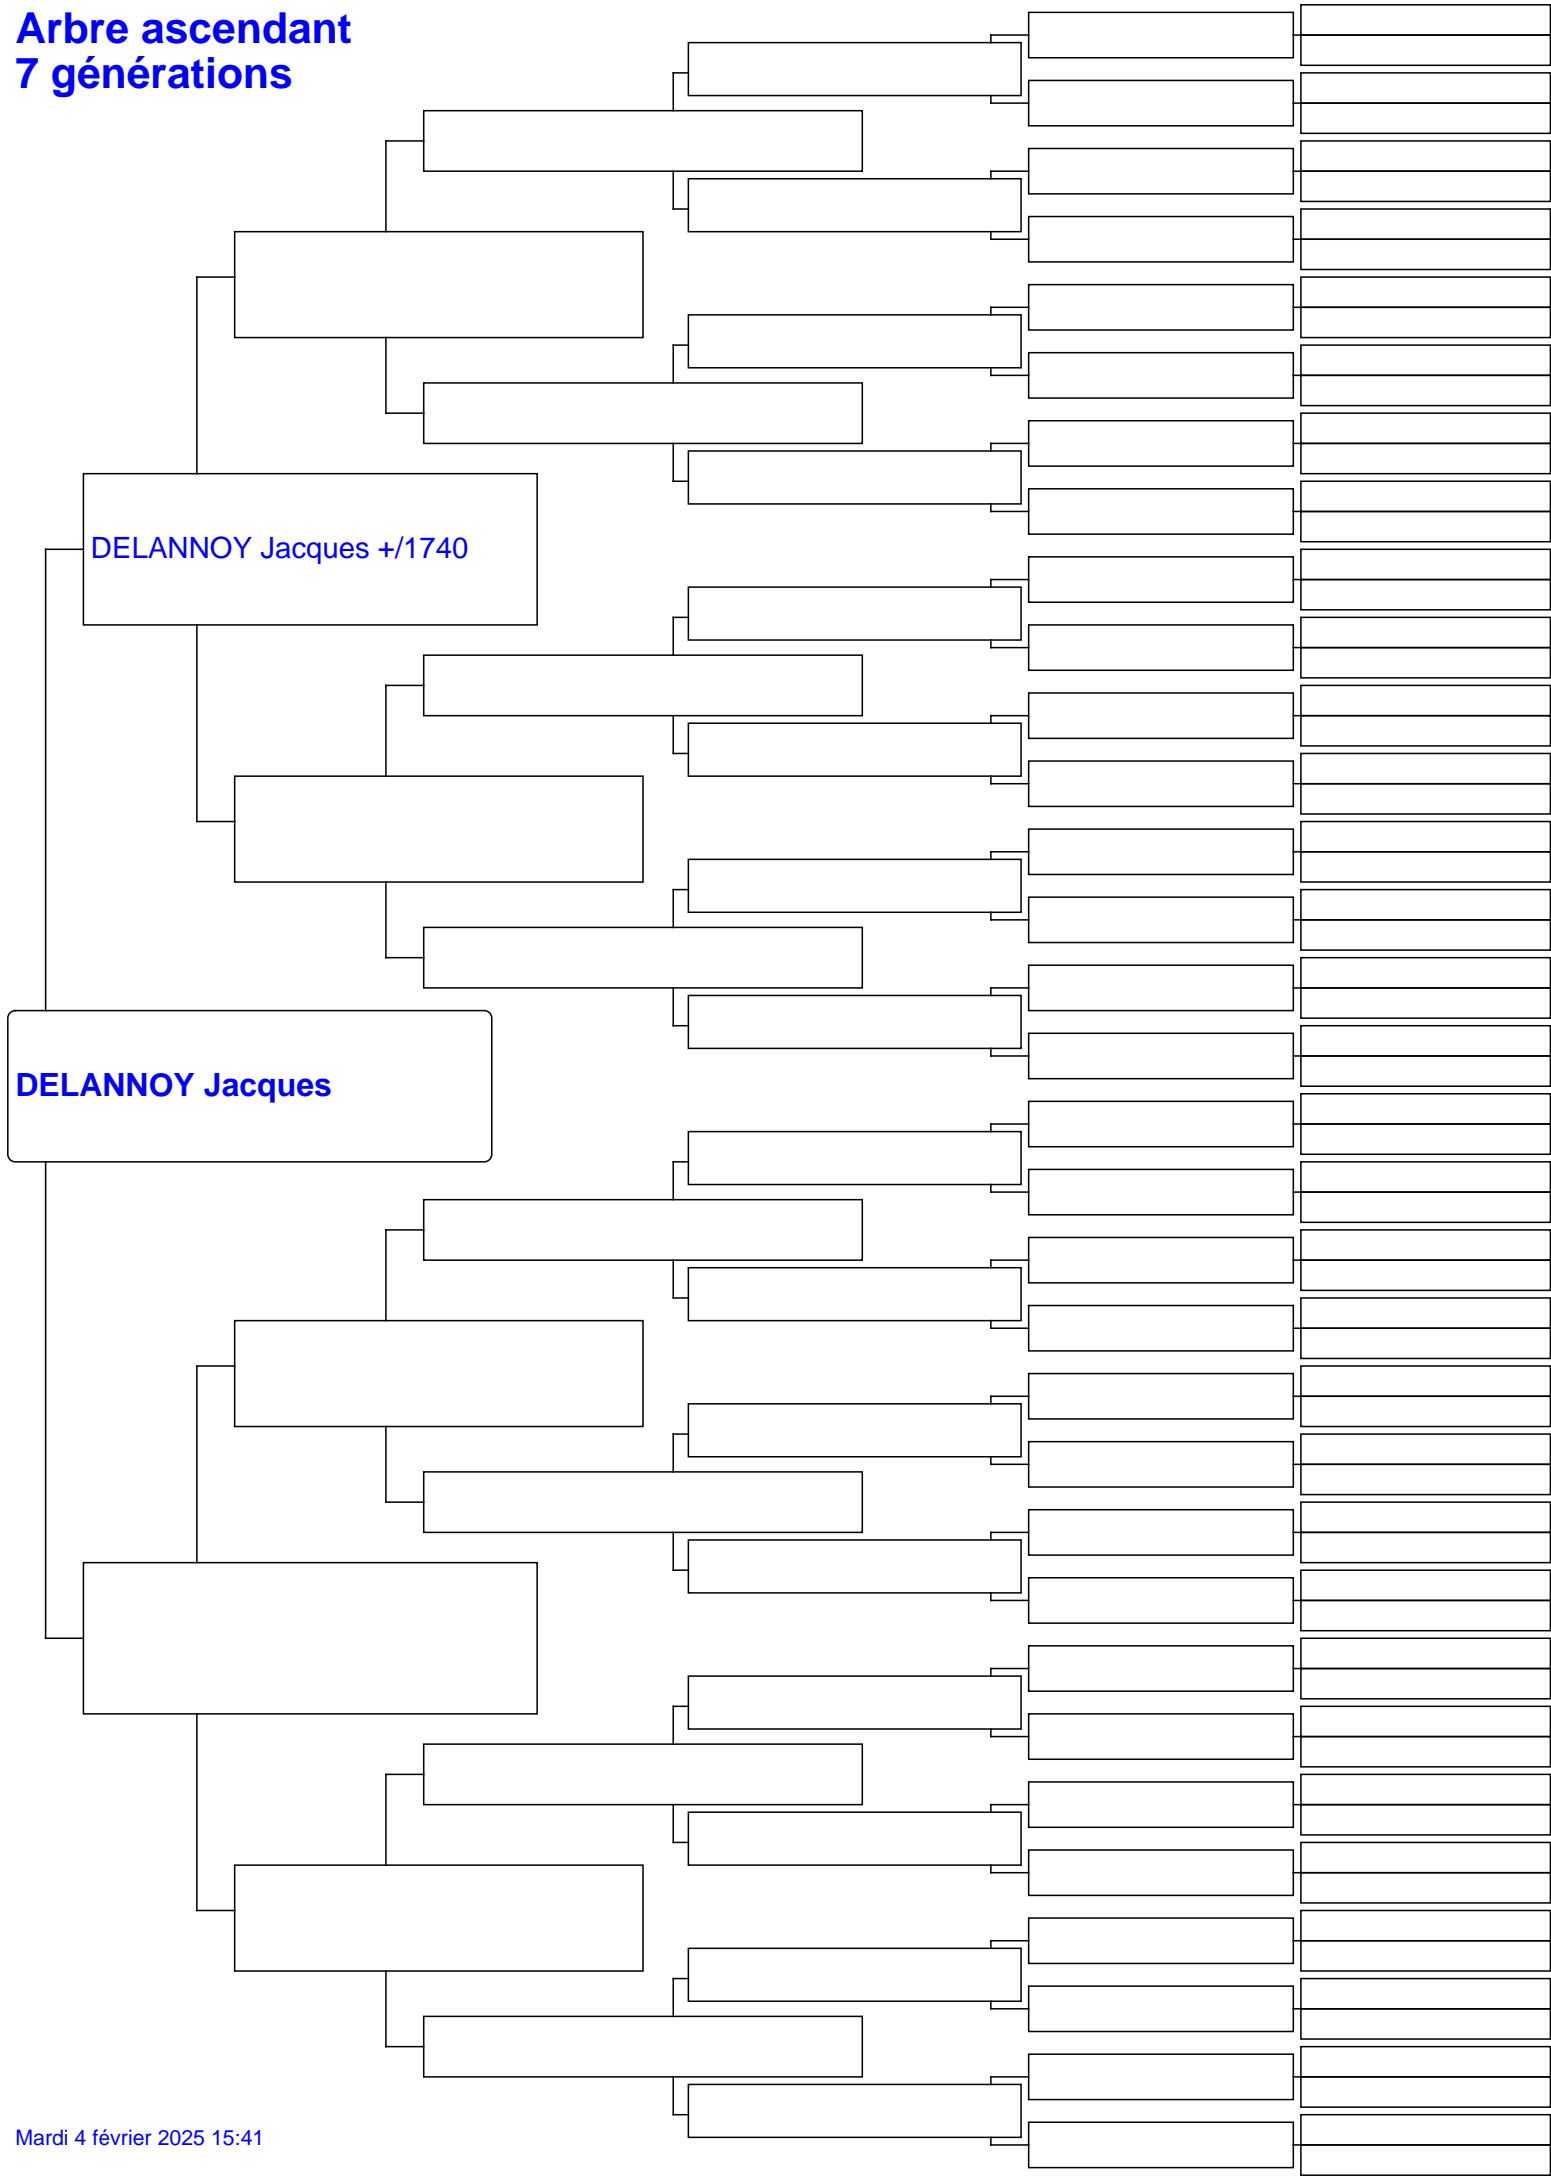 Arbre ascendant
7 générations
DELANNOY Jacques +/1740
DELANNOY Jacques
Mardi 4 février 2025 15:41